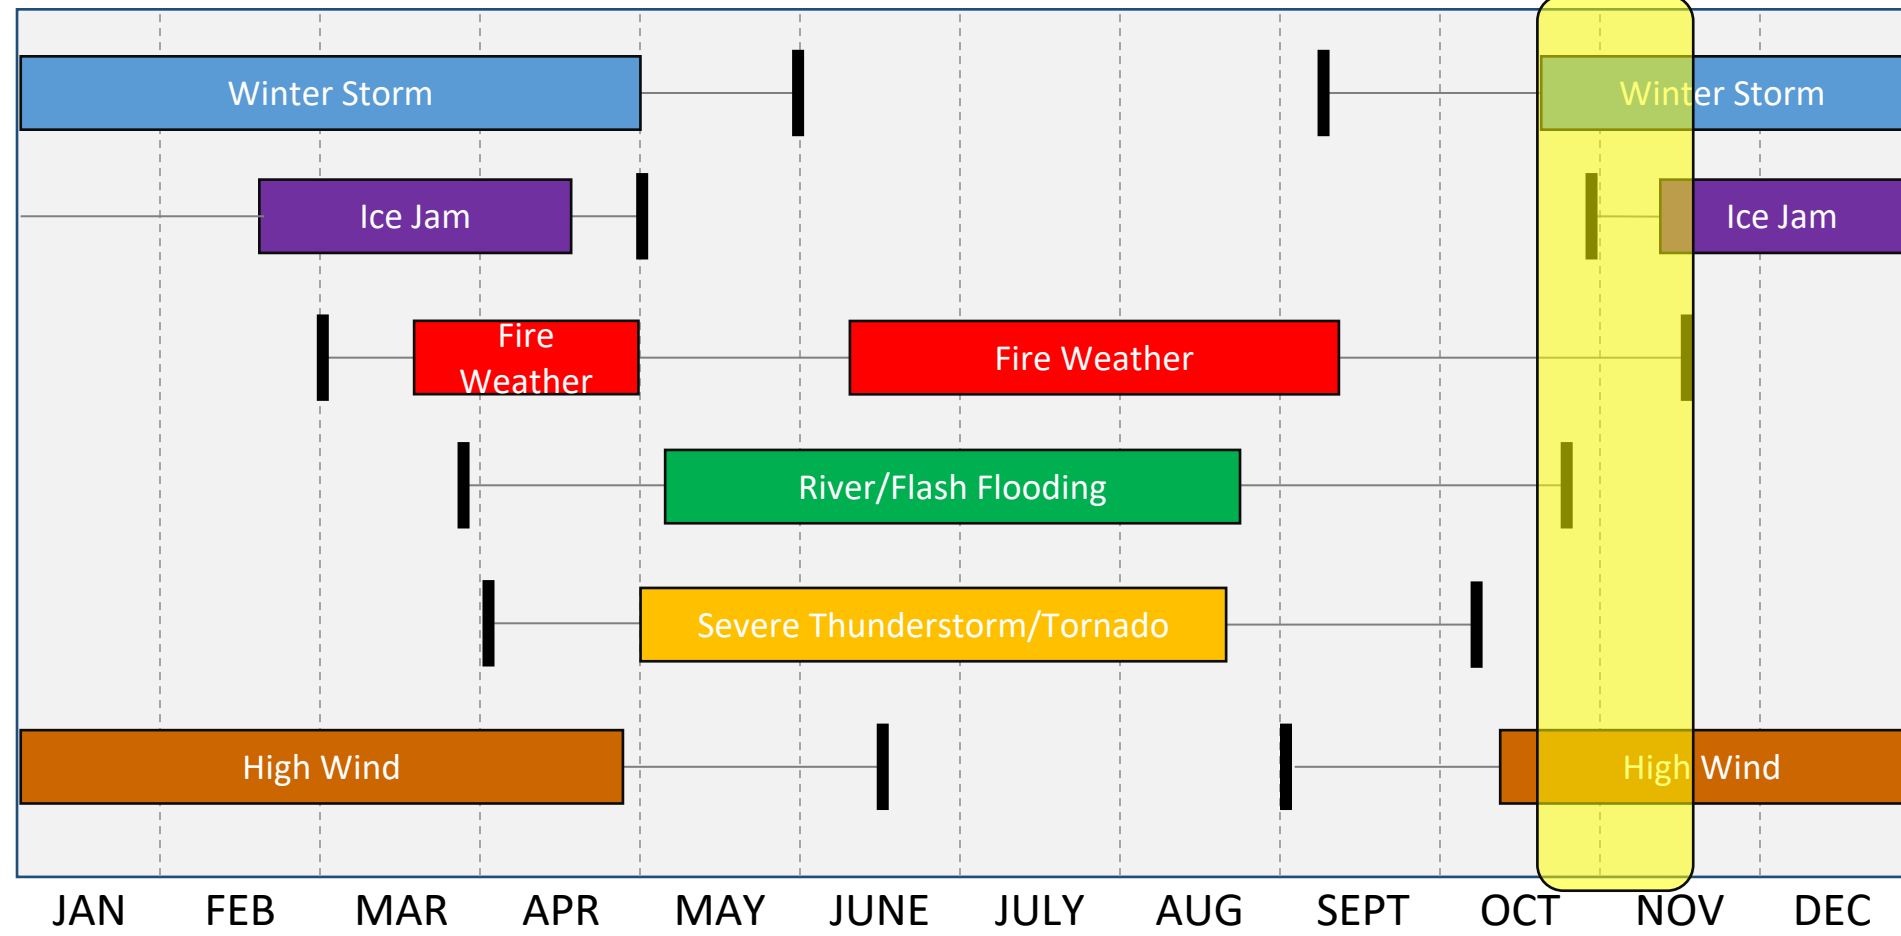 Winter Storm
Winter Storm
Ice Jam
Ice Jam
Fire
Weather
Fire Weather
River/Flash Flooding
Severe Thunderstorm/Tornado
High Wind
High Wind
JAN FEB MAR APR MAY JUNE JULY AUG SEPT OCT NOV DEC